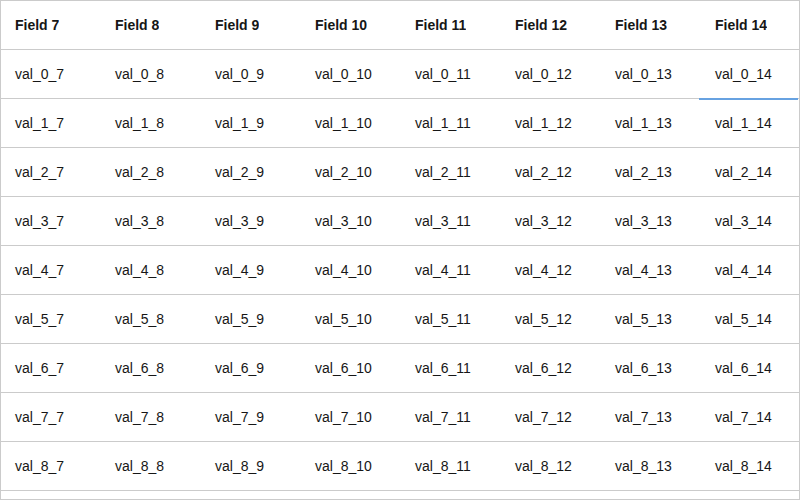 Field 7 Field 8 Field 9 Field 10 Field 11 Field 12 Field 13 Field 14
val_0_7 val_0_8 val_0_9 val_0_10 val_0_11 val_0_12 val_0_13 val_0_14
val_1_7 val_1_8 val_1_9 val_1_10 val_1_11 val_1_12 val_1_13 val_1_14
val_2_7 val_2_8 val_2_9 val_2_10 val_2_11 val_2_12 val_2_13 val_2_14
val_3_7 val_3_8 val_3_9 val_3_10 val_3_11 val_3_12 val_3_13 val_3_14
val_4_7 val_4_8 val_4_9 val_4_10 val_4_11 val_4_12 val_4_13 val_4_14
val_5_7 val_5_8 val_5_9 val_5_10 val_5_11 val_5_12 val_5_13 val_5_14
val_6_7 val_6_8 val_6_9 val_6_10 val_6_11 val_6_12 val_6_13 val_6_14
val_7_7 val_7_8 val_7_9 val_7_10 val_7_11 val_7_12 val_7_13 val_7_14
val_8_7 val_8_8 val_8_9 val_8_10 val_8_11 val_8_12 val_8_13 val_8_14